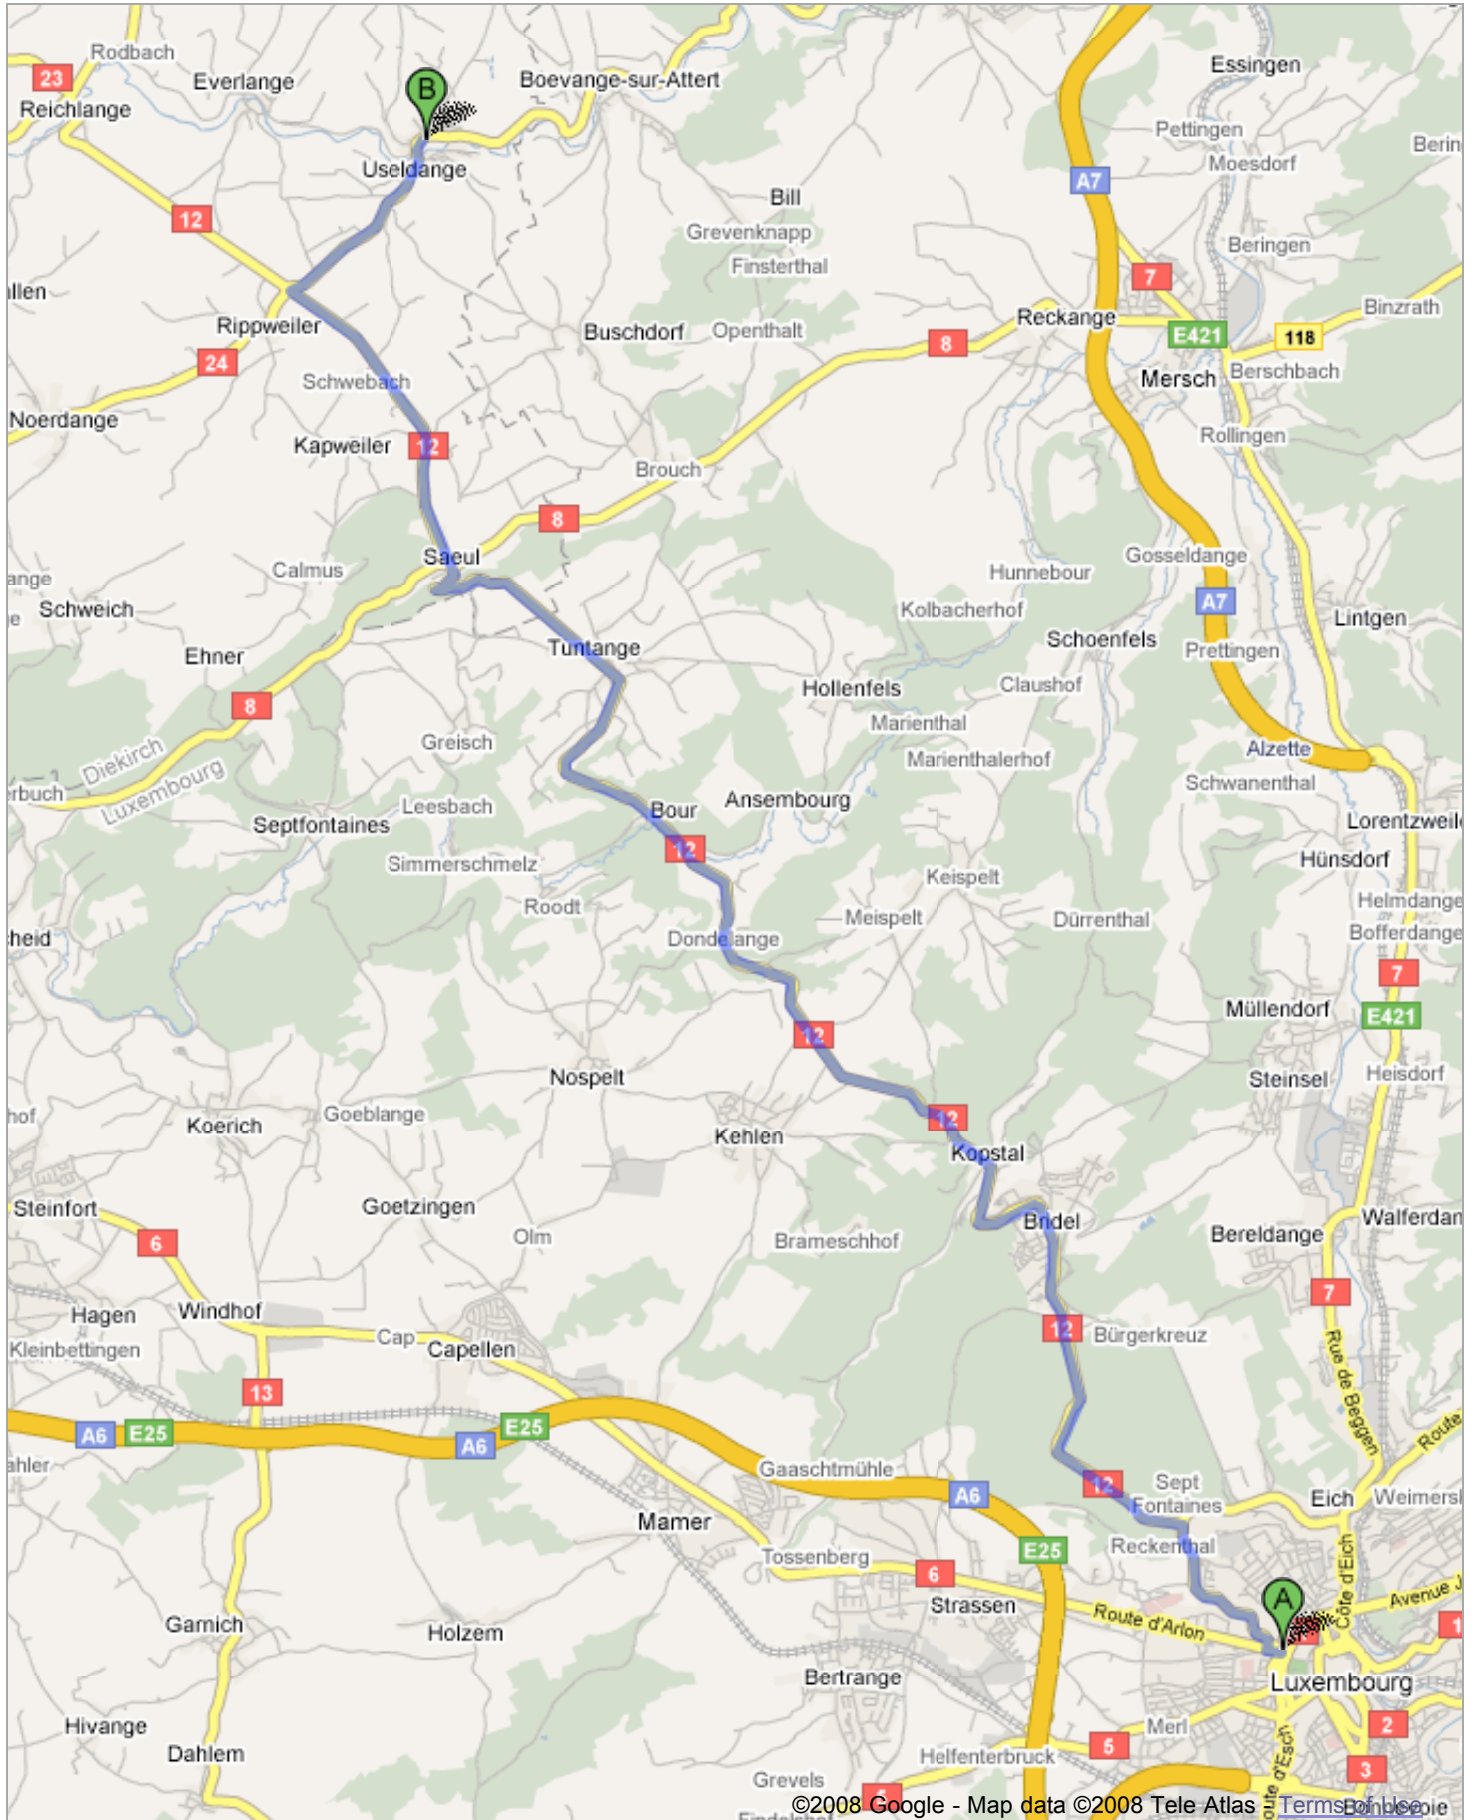 Rodbach
Everlange
23
Reichlange
B
Boevange-sur-Attert
Essingen
Pettingen
Moesdorf
Useldange
A7
Bill
12
Grevenknapp
Finsterthal
Beringen
7
Rippweiler
Buschdorf
Openthalt
Reckange
8
E421
118
Binzrath
24
Schwebach
Mersch
Berschbach
Noerdange
Kapweiler
12
Brouch
Rollingen
8
Saeul
Calmus
Gosseldange
Hunnebour
Schweich
Kolbacherhof
A7
Lintgen
Ehner
Tuntange
Schoenfels
Prettingen
8
Hollenfels
Claushof
Greisch
Marienthal
Marienthalerhof
Alzette
Diekirch
Luxembourg
Schwanenthal
Leesbach
Bour
Ansembourg
Septfontaines
12
Simmerschmelz
Hünsdorf
Roodt
Keispelt
Meispelt
Dürrenthal
Dondelange
7
12
Müllendorf
E421
Nospelt
Steinsel
Heisdorf
Goeblange
Koerich
12
Kehlen
Kopstal
Steinfort
Goetzingen
6
Olm
Brameschhof
Bridel
Bereldange
7
Hagen
Windhof
Cap
Capellen
12
Bürgerkreuz
Kleinbettingen
Rue de Beggen
13
A6
E25
A6
E25
Route
Gaaschtmühle
A6
12
Sept
Fontaines
Eich
Mamer
Reckenthal
E25
Tossenberg
6
Côte d'Eich
Strassen
A
Avenue J
Garnich
Holzem
Route d'Arlon
Bertrange
Luxembourg
Hivange
Dahlem
Merl
2
5
Helfenterbruck
3
Grevels
©2008 Google - Map data ©2008 Tele Atlas - Terms of Use